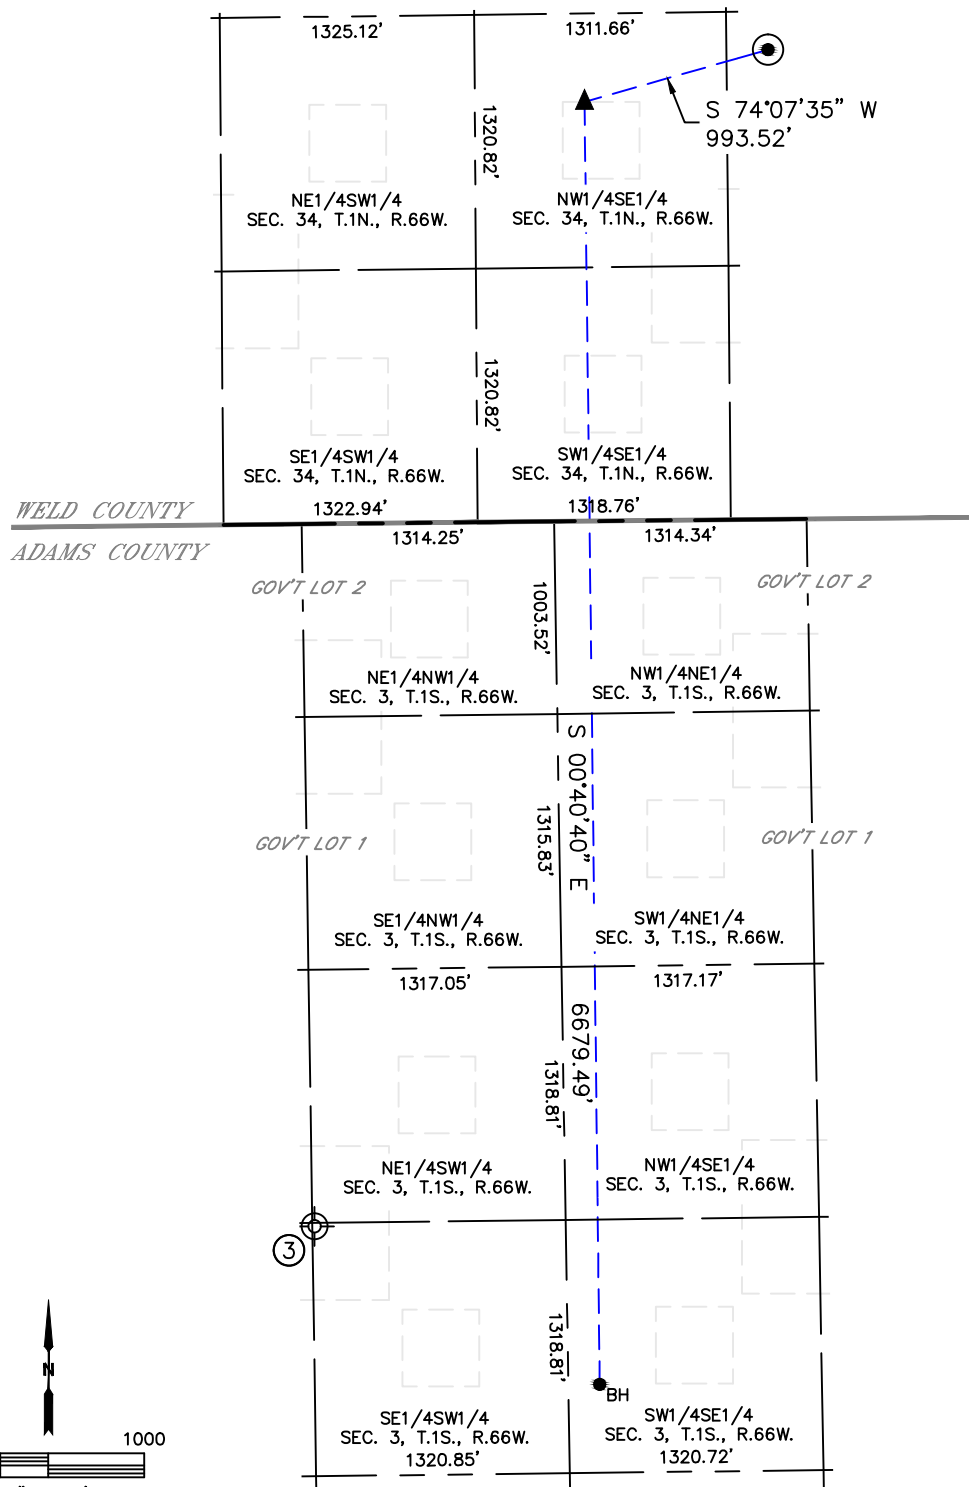 1325.12'
1311.66'
S 74°07'35" W
993.52'
1320.82'
NE1/4SW1/4
SEC. 34, T.1N., R.66W.
NW1/4SE1/4
SEC. 34, T.1N., R.66W.
1320.82'
SE1/4SW1/4
SEC. 34, T.1N., R.66W.
SW1/4SE1/4
SEC. 34, T.1N., R.66W.
1322.94'
1318.76'
WELD COUNTY
ADAMS COUNTY
1314.25'
1314.34'
GOV'T LOT 2
GOV'T LOT 2
1003.52'
NE1/4NW1/4
SEC. 3, T.1S., R.66W.
NW1/4NE1/4
SEC. 3, T.1S., R.66W.
S 00°40'40" E
1315.83'
GOV'T LOT 1
GOV'T LOT 1
SE1/4NW1/4
SEC. 3, T.1S., R.66W.
SW1/4NE1/4
SEC. 3, T.1S., R.66W.
1317.05'
1317.17'
6679.49'
1318.81'
NE1/4SW1/4
SEC. 3, T.1S., R.66W.
NW1/4SE1/4
SEC. 3, T.1S., R.66W.
3
1318.81'
BH
N
SE1/4SW1/4
SEC. 3, T.1S., R.66W.
SW1/4SE1/4
SEC. 3, T.1S., R.66W.
1320.85'
1320.72'
1000